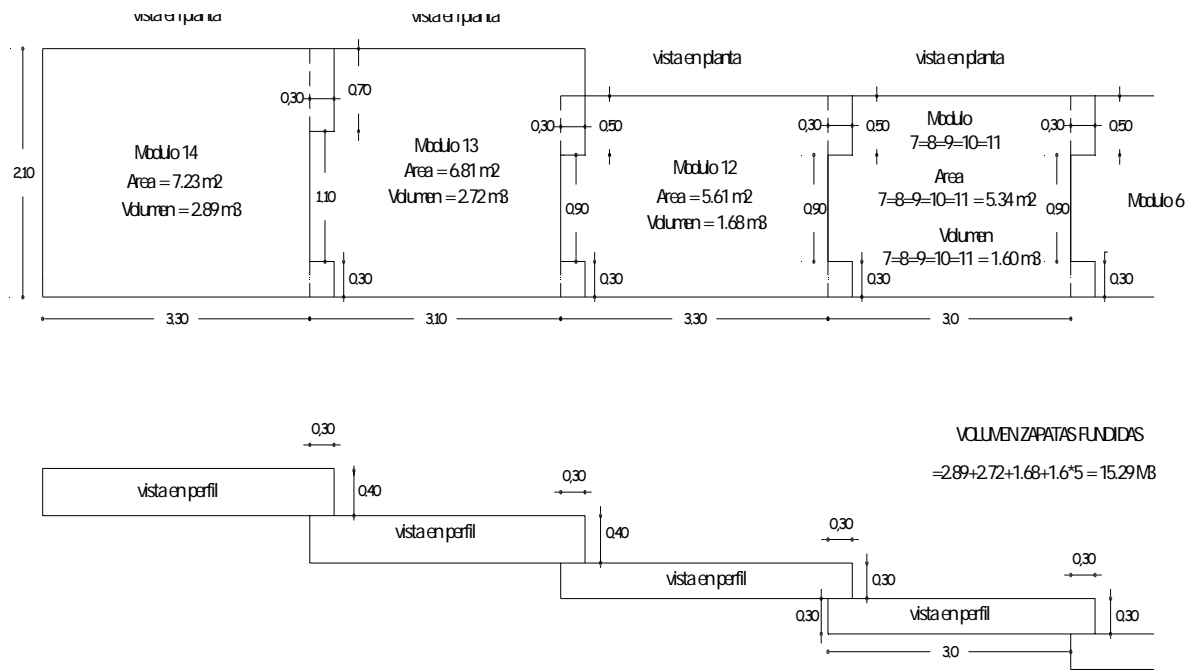 vista en planta
vista en planta
vista en planta
vista en planta
0,30
0,70
0,30
0,50
0,30
0,50
0,30
0,50
2,10
Modulo 14
Area = 7.23 m2
Volumen = 2.89 m3
1,10
Modulo 13
Area = 6.81 m2
Volumen = 2.72 m3
0,90
Modulo 12
Area = 5.61 m2
Volumen = 1.68 m3
0,90
Modulo
7=8=9=10=11
Area
7=8=9=10=11 = 5.34 m2
Volumen
7=8=9=10=11 = 1.60 m3
0,90
Modulo 6
0,30
0,30
0,30
0,30
3,30
3,10
3,30
3,0
0,30
vista en perfil
0,40
0,30
vista en perfil
0,40
0,30
vista en perfil
0,30
0,30
0,30
vista en perfil
0,30
3,0
VOLUMEN ZAPATAS FUNDIDAS
=2.89+2.72+1.68+1.6*5 = 15.29 M3